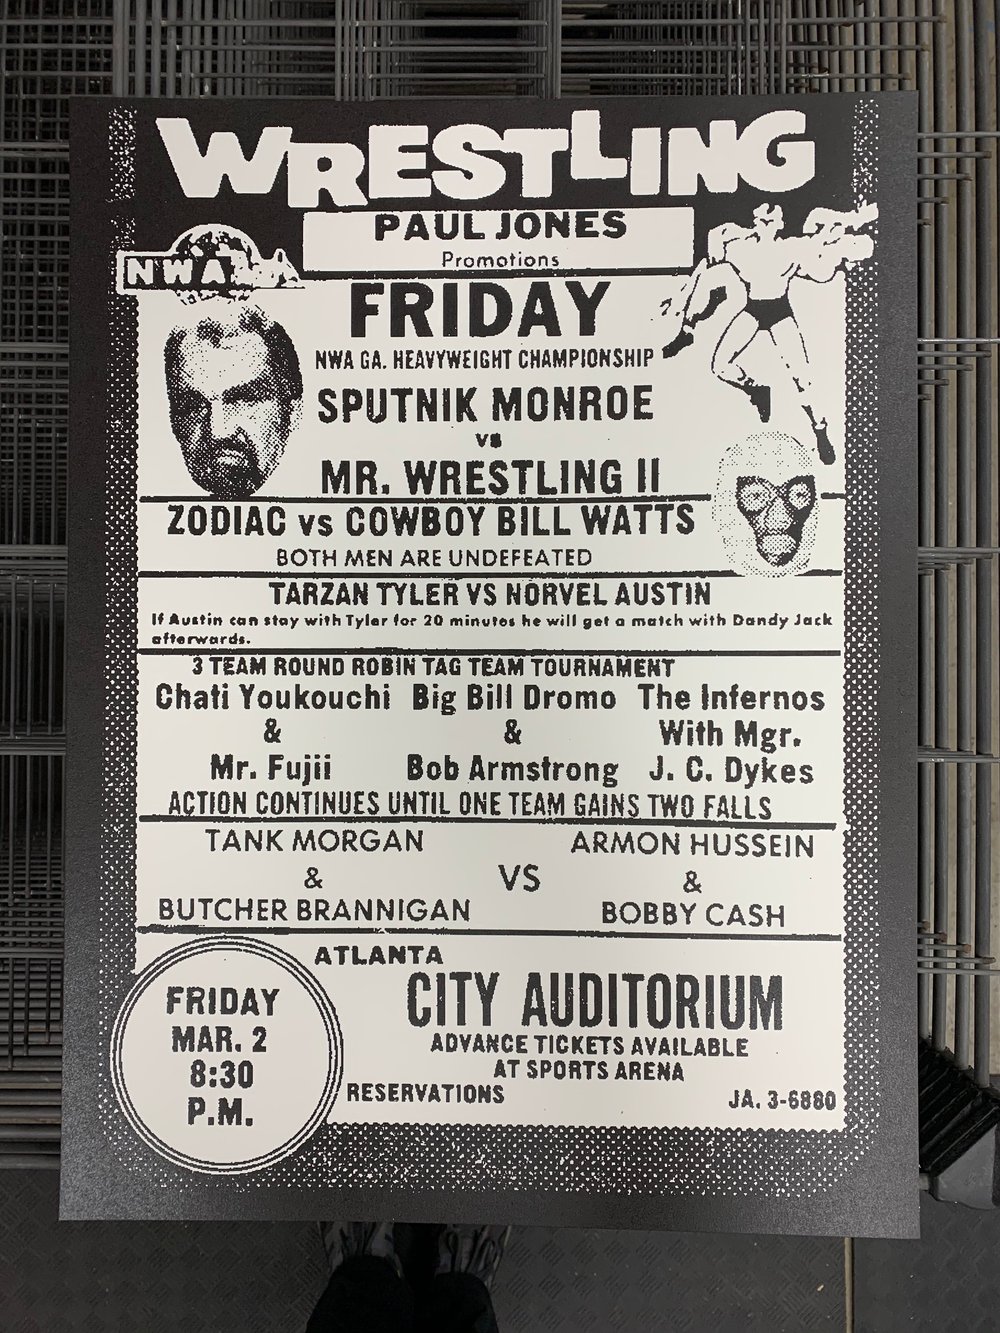 WRESTLING
PAUL JONES
Promotions
NWA
FRIDAY
NWA GA. HEAVYWEIGHT CHAMPIONSHIP
SPUTNIK MONROE
vs
MR. WRESTLING II
ZODIAC vs COWBOY BILL WATTS
BOTH MEN ARE UNDEFEATED
TARZAN TYLER VS NORVEL AUSTIN
If Austin can stay with Tyler for 20 minutes he will get a match with Dandy Jack
afterwards.
3 TEAM ROUND ROBIN TAG TEAM TOURNAMENT
Chati Youkouchi Big Bill Dromo The Infernos
& & With Mgr.
Mr. Fujii Bob Armstrong J. C. Dykes
ACTION CONTINUES UNTIL ONE TEAM GAINS TWO FALLS
TANK MORGAN ARMON HUSSEIN
& VS &
BUTCHER BRANNIGAN BOBBY CASH
FRIDAY
MAR. 2
8:30
P.M.
ATLANTA
CITY AUDITORIUM
ADVANCE TICKETS AVAILABLE
AT SPORTS ARENA
RESERVATIONS JA. 3-6880